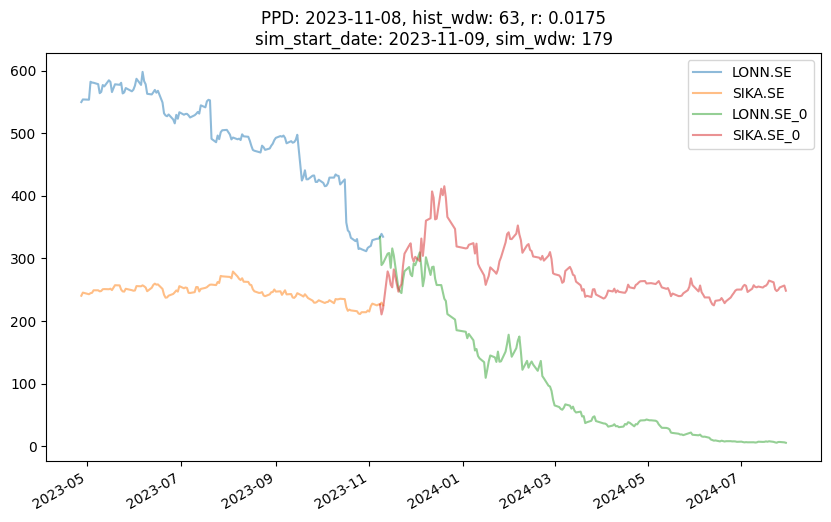 PPD: 2023-11-08, hist_wdw: 63, r: 0.0175
sim_start_date: 2023-11-09, sim_wdw: 179
LONN.SE
SIKA.SE
LONN.SE_0
SIKA.SE_0
600
500
400
300
200
100
0
2023-05
2023-07
2023-09
2023-11
2024-01
2024-03
2024-05
2024-07